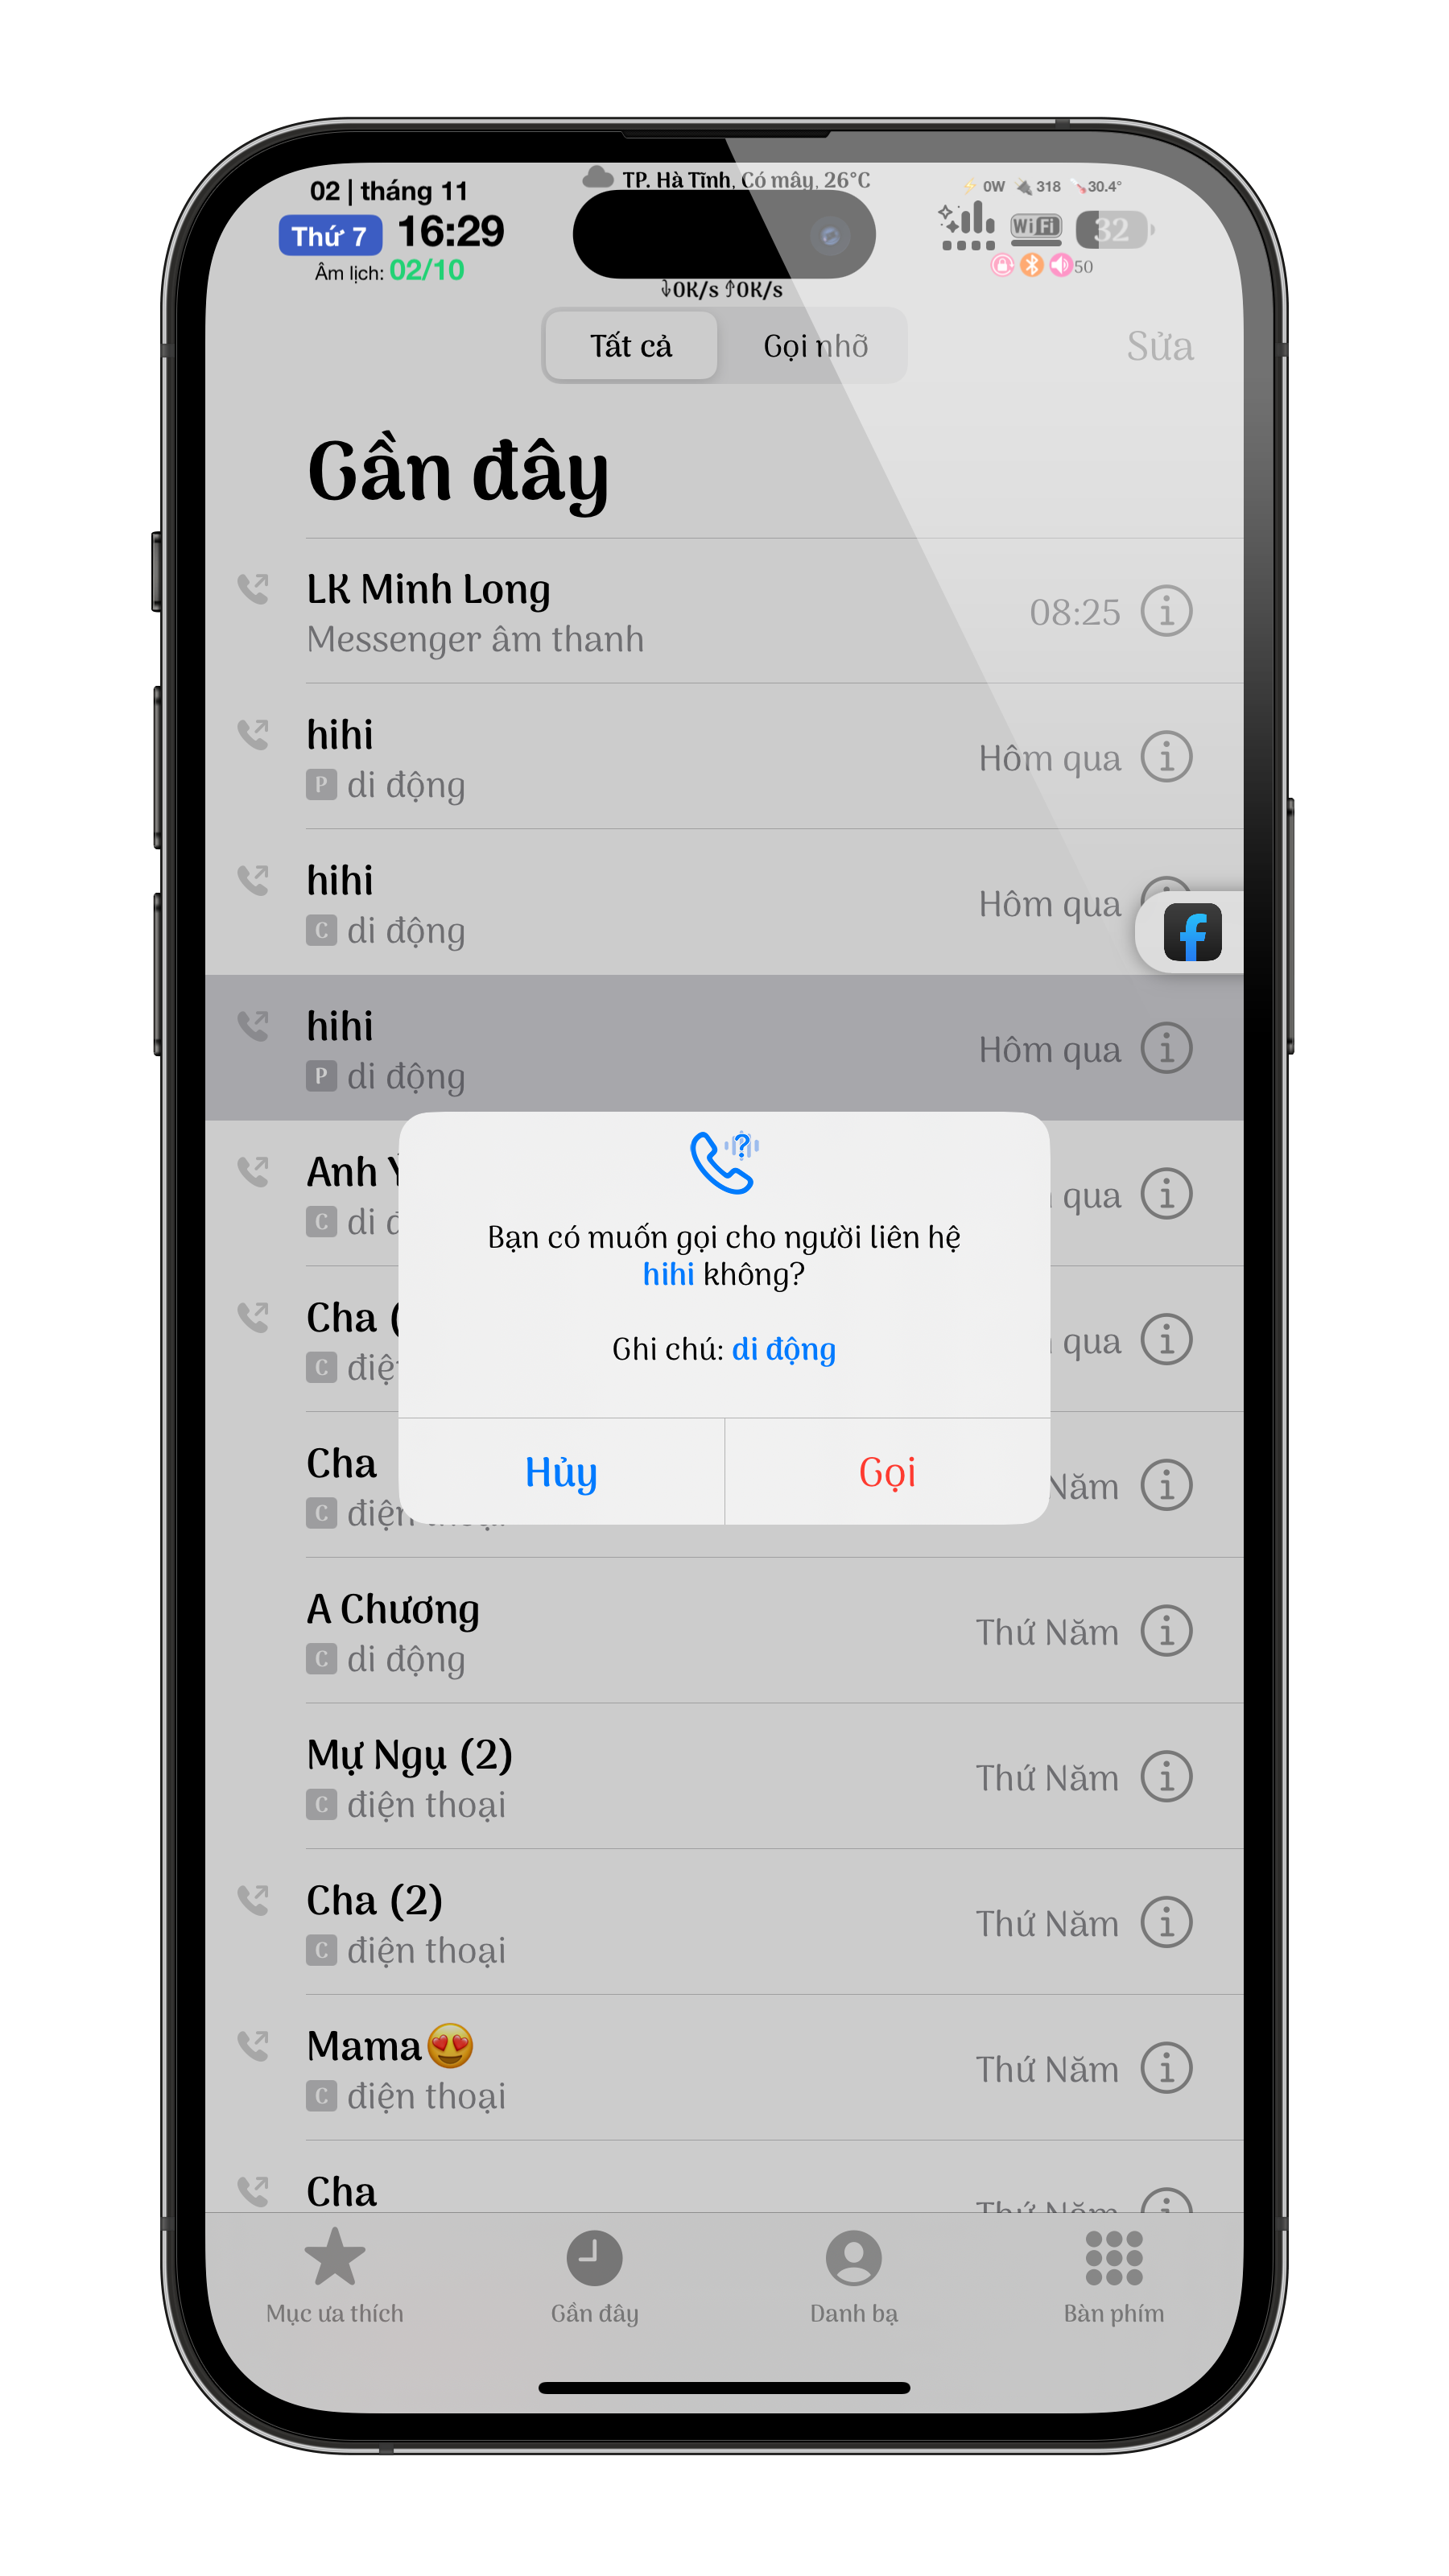 02 | tháng 11
TP. Hà Tĩnh, Có mây, 26°C
0W 318 30.4°
Thứ 7 16:29
WiFi 32
Âm lịch: 02/10
50
0K/s 0K/s
Tất cả Gọi nhỡ Sửa
Gần đây
LK Minh Long
08:25
Messenger âm thanh
hihi
Hôm qua
P di động
hihi
Hôm qua
C di động
hihi
Hôm qua
P di động
Anh
qua
C di
Cha (
qua
C
Cha
Năm
C
Bạn có muốn gọi cho người liên hệ
hihi không?
Ghi chú: di động
Hủy Gọi
A Chương
Thứ Năm
C di động
Mự Ngụ (2)
Thứ Năm
C điện thoại
Cha (2)
Thứ Năm
C điện thoại
Mama😍
Thứ Năm
C điện thoại
Cha
Thứ Năm
Mục ưa thích Gần đây Danh bạ Bàn phím